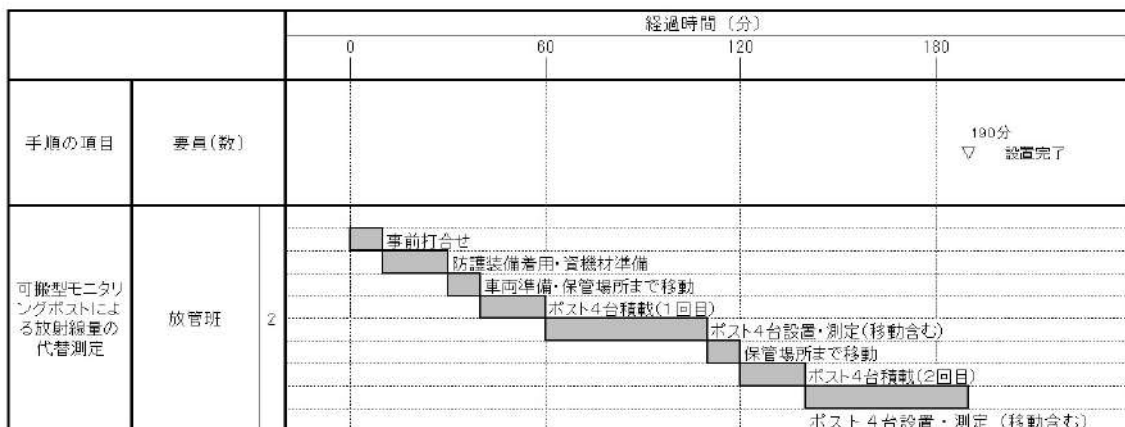 経過時間（分）
0 60 120 180
手順の項目 要員(数)
190分
▽ 設置完了
可搬型モニタリ
ングポストによ
る放射線量の
代替測定
放管班 2
事前打合せ
防護装備着用・資機材準備
車両準備・保管場所まで移動
ポスト4台積載(1回目)
ポスト4台設置・測定(移動含む)
保管場所まで移動
ポスト4台積載(2回目)
ポスト4台設置・測定（移動含む）